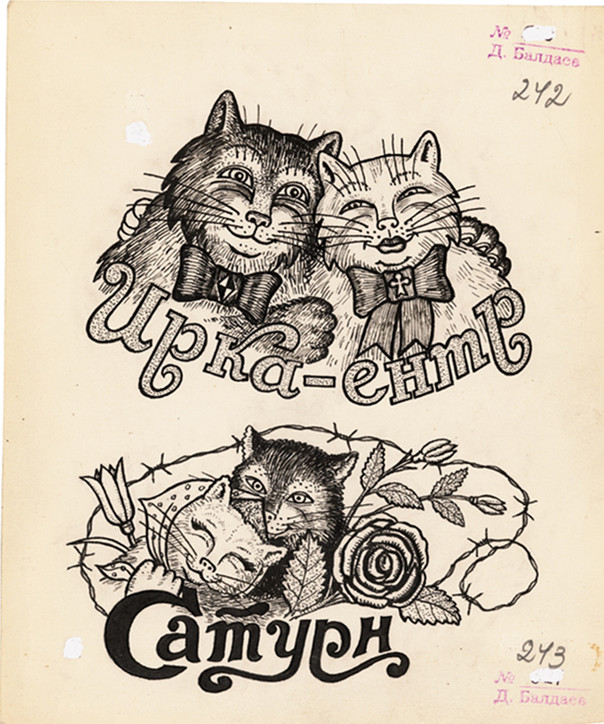 №
Д. Балдаев
242
Ирка-ентр
Сатурн
243
№
Д. Балдаев